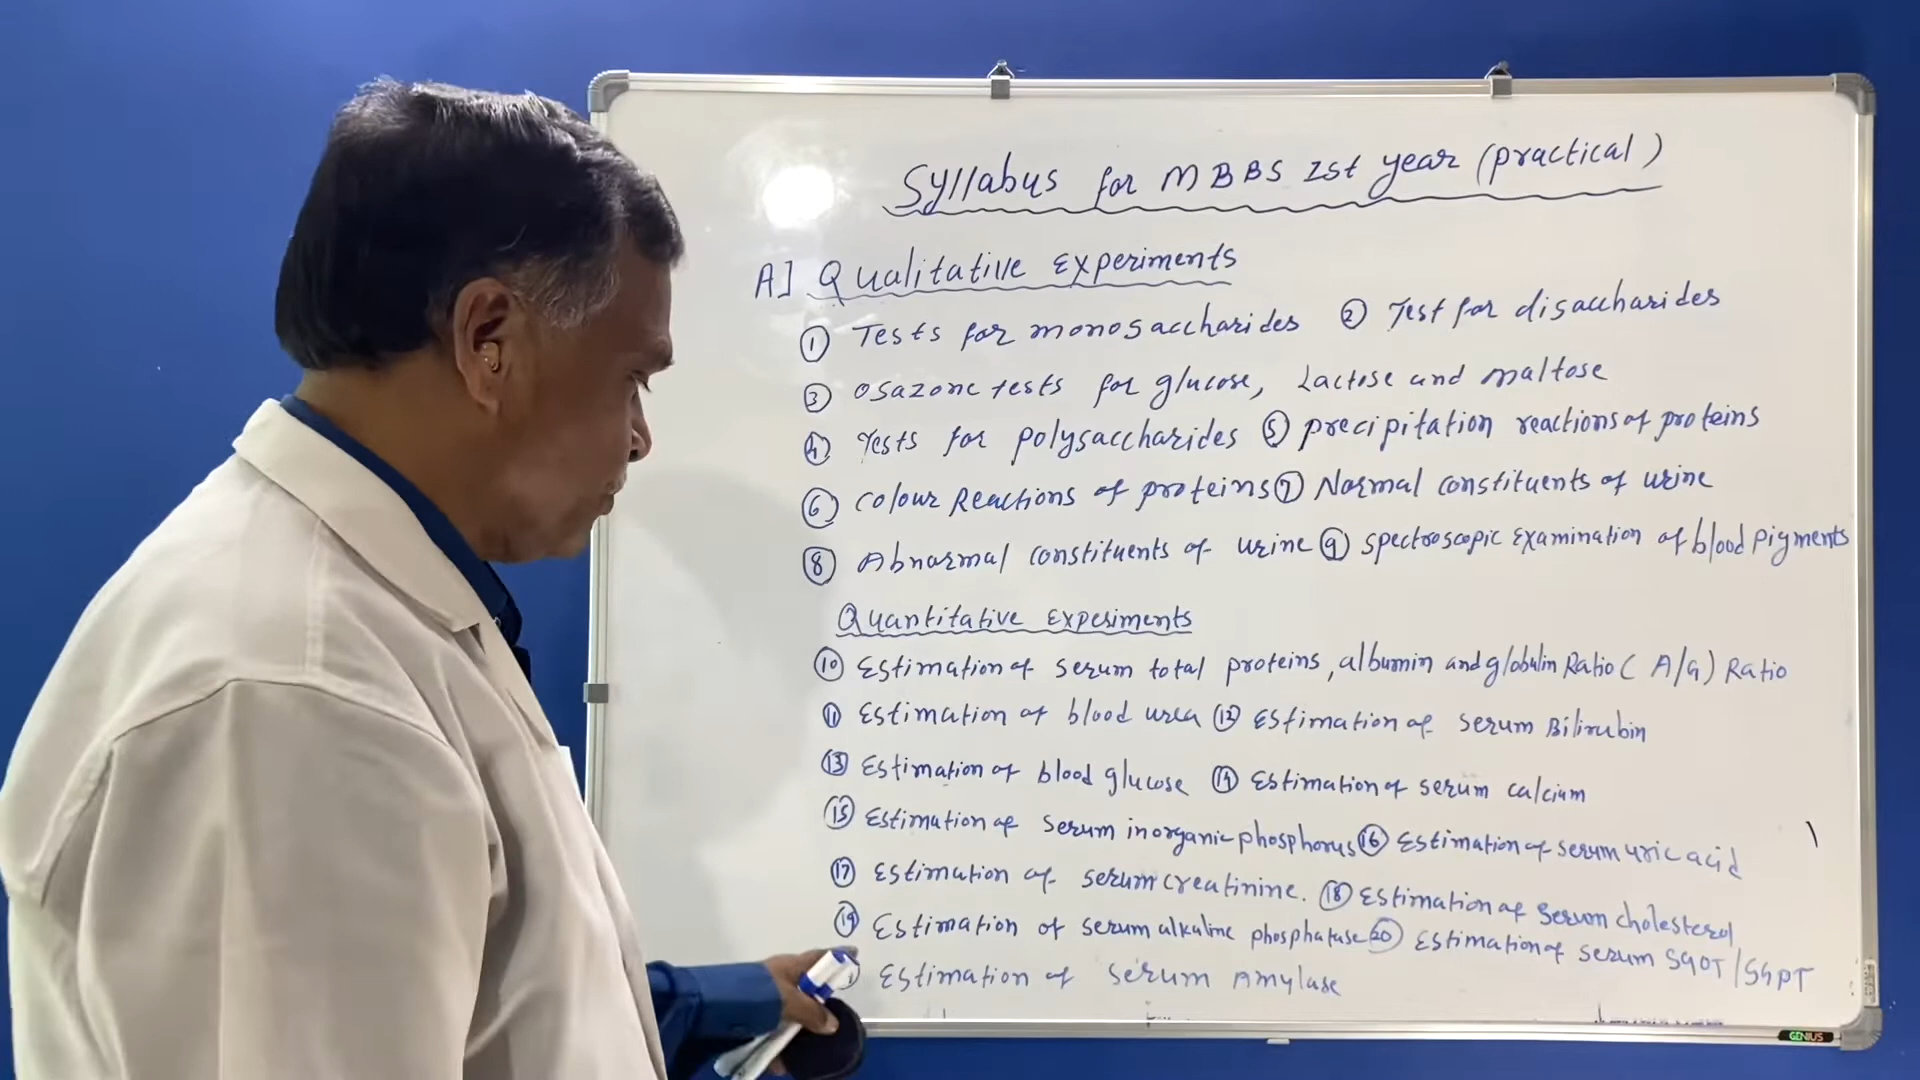 Syllabus for MBBS Ist year (practical)
A] Qualitative Experiments
① Tests for monosaccharides ② Test for disaccharides
③ Osazone tests for glucose, Lactose and maltose
④ Tests for polysaccharides ⑤ precipitation reactions of proteins
⑥ Colour Reactions of proteins ⑦ Normal constituents of urine
⑧ Abnormal constituents of urine ⑨ spectroscopic Examination of blood pigments
Quantitative Experiments
⑩ Estimation of serum total proteins, albumin and globulin Ratio (A/G) Ratio
⑪ Estimation of blood urea ⑫ Estimation of serum Bilirubin
⑬ Estimation of blood glucose ⑭ Estimation of serum calcium
⑮ Estimation of serum inorganic phosphorus ⑯ Estimation of serum uric acid
⑰ Estimation of serum creatinine. ⑱ Estimation of serum cholesterol
⑲ Estimation of serum alkaline phosphatase ⑳ Estimation of serum SGOT/SGPT
Estimation of serum Amylase
GENIUS